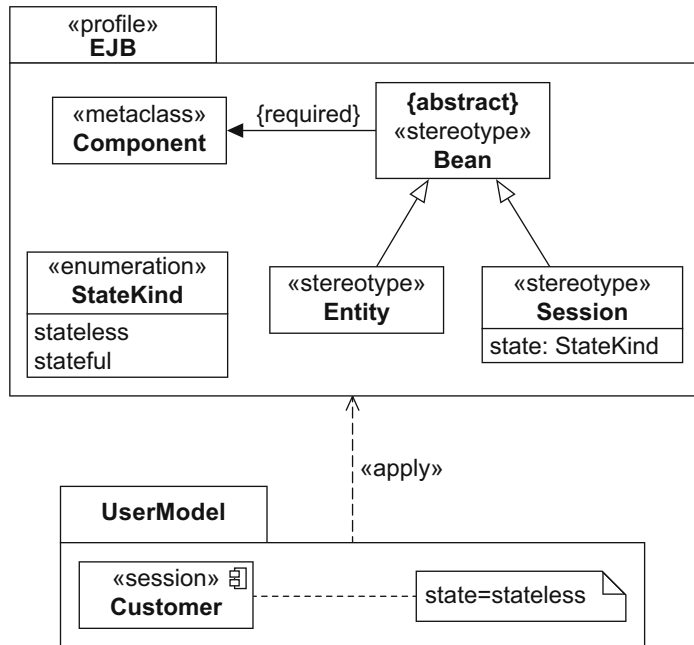 «profile»
EJB
«metaclass»
Component
{required}
{abstract}
«stereotype»
Bean
«enumeration»
StateKind
stateless
stateful
«stereotype»
Entity
«stereotype»
Session
state: StateKind
«apply»
UserModel
«session»
Customer
state=stateless